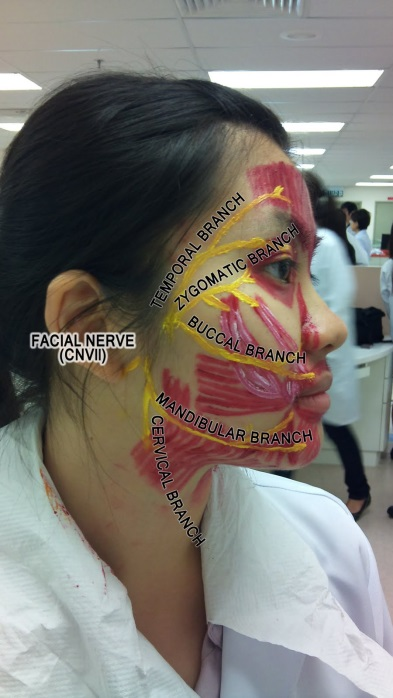 TEMPORAL BRANCH
ZYGOMATIC BRANCH
BUCCAL BRANCH
FACIAL NERVE
(CNVII)
MANDIBULAR BRANCH
CERVICAL BRANCH